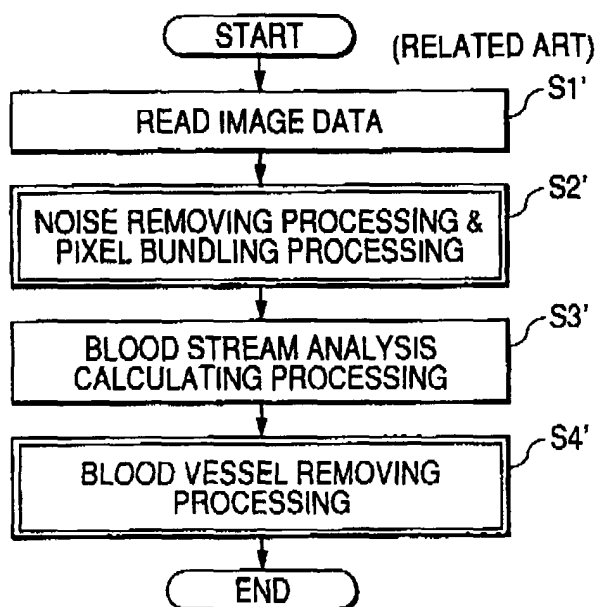 START
(RELATED ART)
S1'
READ IMAGE DATA
S2'
NOISE REMOVING PROCESSING &
PIXEL BUNDLING PROCESSING
S3'
BLOOD STREAM ANALYSIS
CALCULATING PROCESSING
S4'
BLOOD VESSEL REMOVING
PROCESSING
END